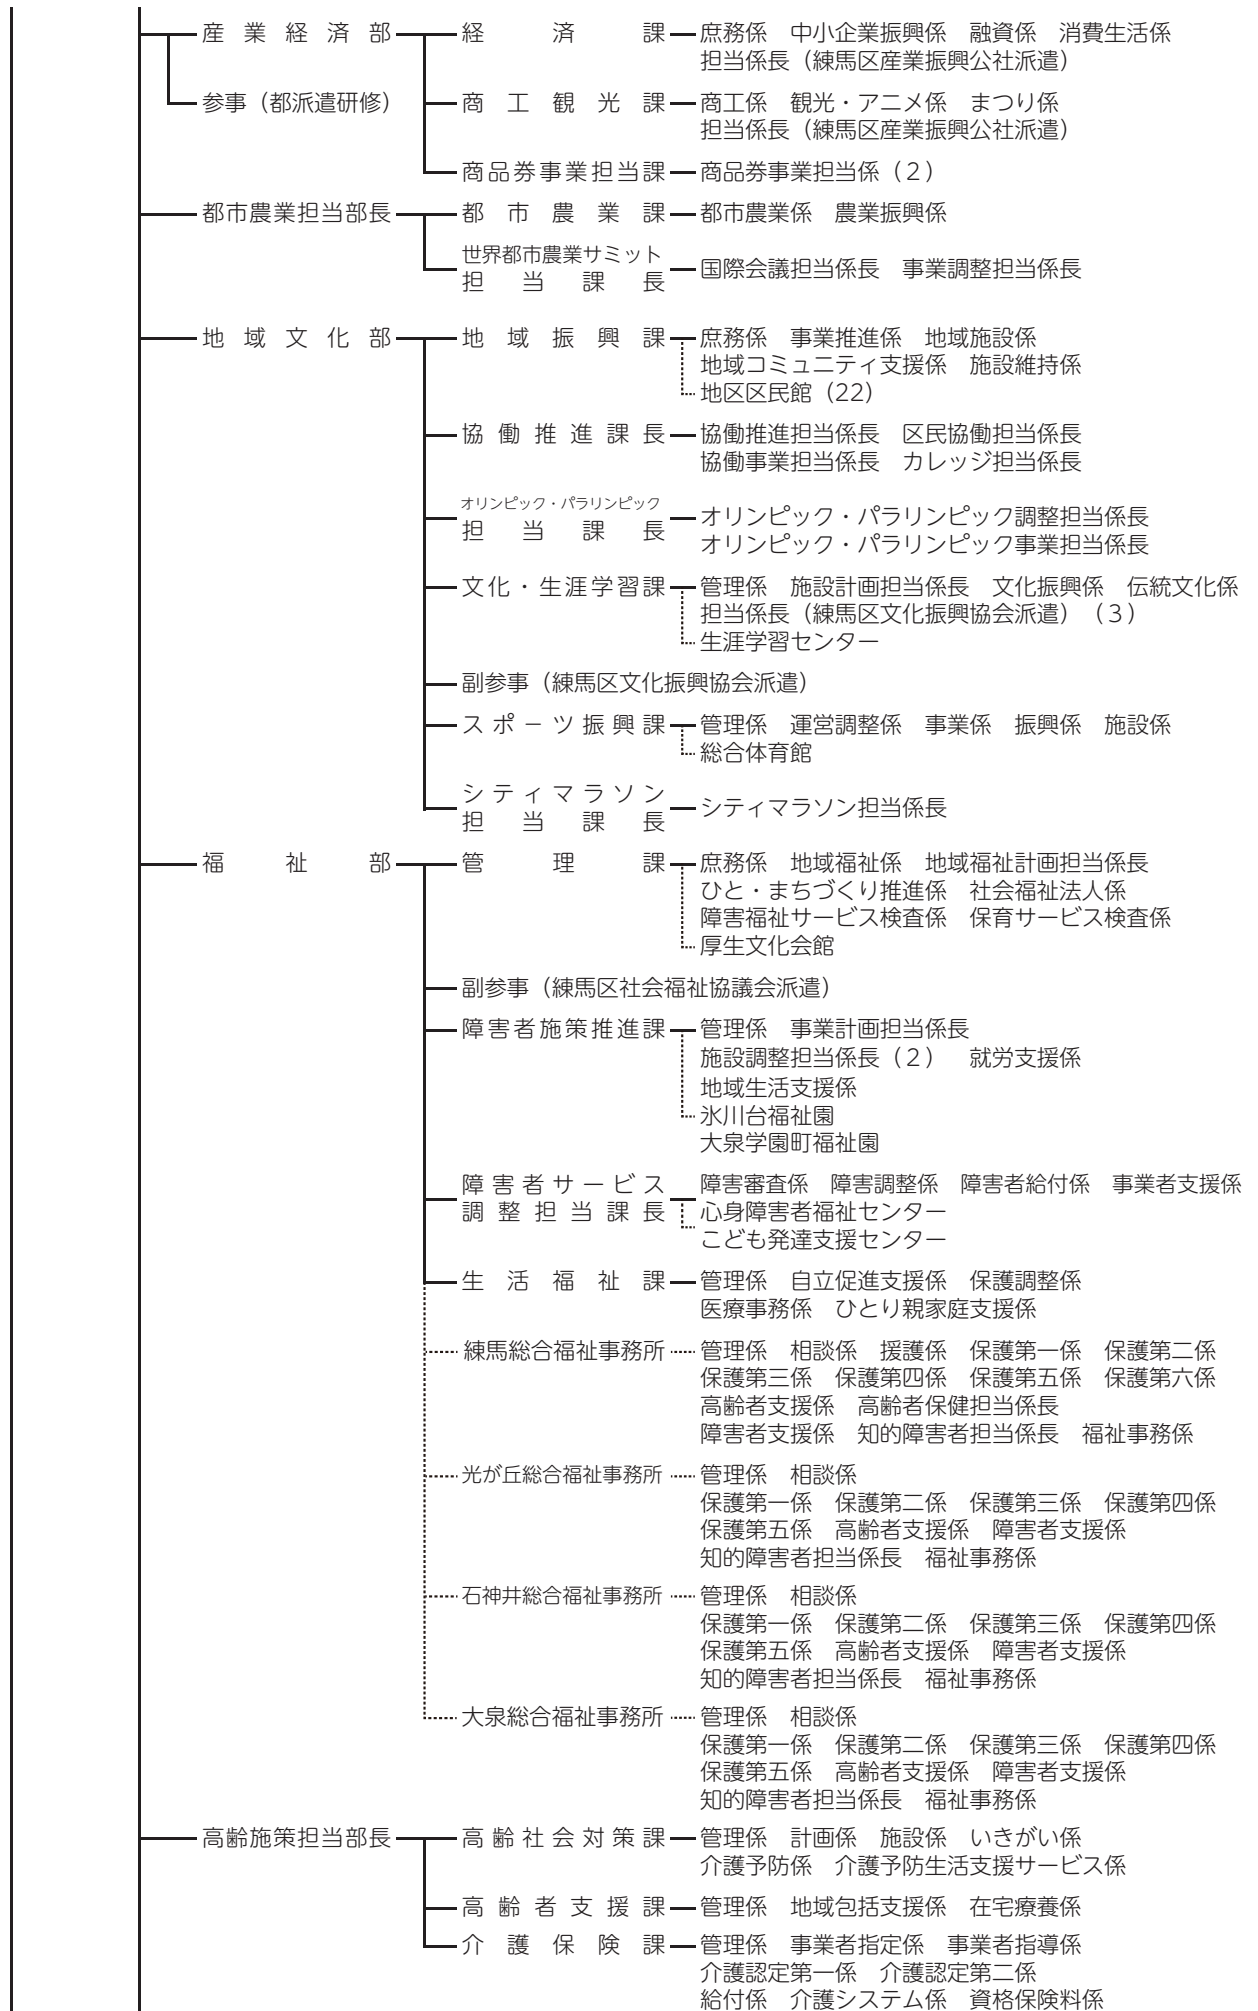 産業経済部 経済課 庶務係 中小企業振興係 融資係 消費生活係
担当係長（練馬区産業振興公社派遣）
参事（都派遣研修） 商工観光課 商工係 観光・アニメ係 まつり係
担当係長（練馬区産業振興公社派遣）
商品券事業担当課 商品券事業担当係（２）
都市農業担当部長 都市農業課 都市農業係 農業振興係
世界都市農業サミット
担当課長 国際会議担当係長 事業調整担当係長
地域文化部 地域振興課 庶務係 事業推進係 地域施設係
地域コミュニティ支援係 施設維持係
地区区民館（22）
協働推進課長 協働推進担当係長 区民協働担当係長
協働事業担当係長 カレッジ担当係長
オリンピック・パラリンピック
担当課長 オリンピック・パラリンピック調整担当係長
オリンピック・パラリンピック事業担当係長
文化・生涯学習課 管理係 施設計画担当係長 文化振興係 伝統文化係
担当係長（練馬区文化振興協会派遣）（３）
生涯学習センター
副参事（練馬区文化振興協会派遣）
スポーツ振興課 管理係 運営調整係 事業係 振興係 施設係
総合体育館
シティマラソン
担当課長 シティマラソン担当係長
福祉部 管理課 庶務係 地域福祉係 地域福祉計画担当係長
ひと・まちづくり推進係 社会福祉法人係
障害福祉サービス検査係 保育サービス検査係
厚生文化会館
副参事（練馬区社会福祉協議会派遣）
障害者施策推進課 管理係 事業計画担当係長
施設調整担当係長（２） 就労支援係
地域生活支援係
氷川台福祉園
大泉学園町福祉園
障害者サービス 障害審査係 障害調整係 障害者給付係 事業者支援係
調整担当課長 心身障害者福祉センター
こども発達支援センター
生活福祉課 管理係 自立促進支援係 保護調整係
医療事務係 ひとり親家庭支援係
練馬総合福祉事務所 管理係 相談係 援護係 保護第一係 保護第二係
保護第三係 保護第四係 保護第五係 保護第六係
高齢者支援係 高齢者保健担当係長
障害者支援係 知的障害者担当係長 福祉事務係
光が丘総合福祉事務所 管理係 相談係
保護第一係 保護第二係 保護第三係 保護第四係
保護第五係 高齢者支援係 障害者支援係
知的障害者担当係長 福祉事務係
石神井総合福祉事務所 管理係 相談係
保護第一係 保護第二係 保護第三係 保護第四係
保護第五係 高齢者支援係 障害者支援係
知的障害者担当係長 福祉事務係
大泉総合福祉事務所 管理係 相談係
保護第一係 保護第二係 保護第三係 保護第四係
保護第五係 高齢者支援係 障害者支援係
知的障害者担当係長 福祉事務係
高齢施策担当部長 高齢社会対策課 管理係 計画係 施設係 いきがい係
介護予防係 介護予防生活支援サービス係
高齢者支援課 管理係 地域包括支援係 在宅療養係
介護保険課 管理係 事業者指定係 事業者指導係
介護認定第一係 介護認定第二係
給付係 介護システム係 資格保険料係